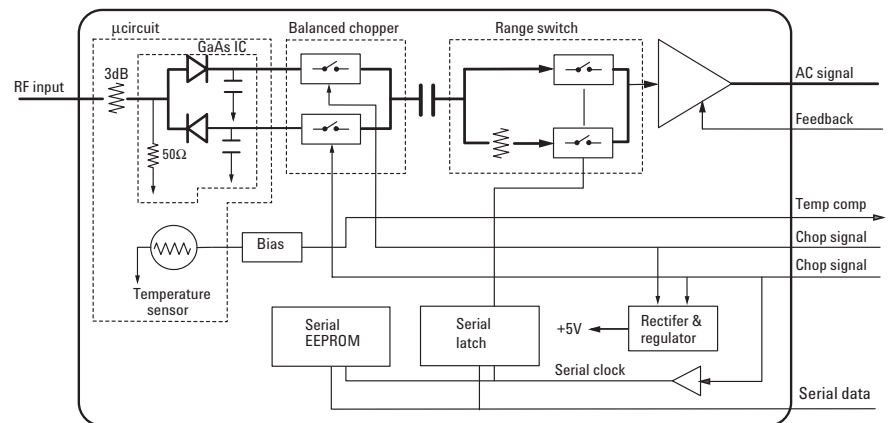 μcircuit
Balanced chopper
Range switch
GaAs IC
3dB
RF input
AC signal
Feedback
50Ω
Temp comp
Bias
Chop signal
Chop signal
Temperature
sensor
Serial
EEPROM
Serial
latch
+5V
Rectifer &
regulator
Serial clock
Serial data